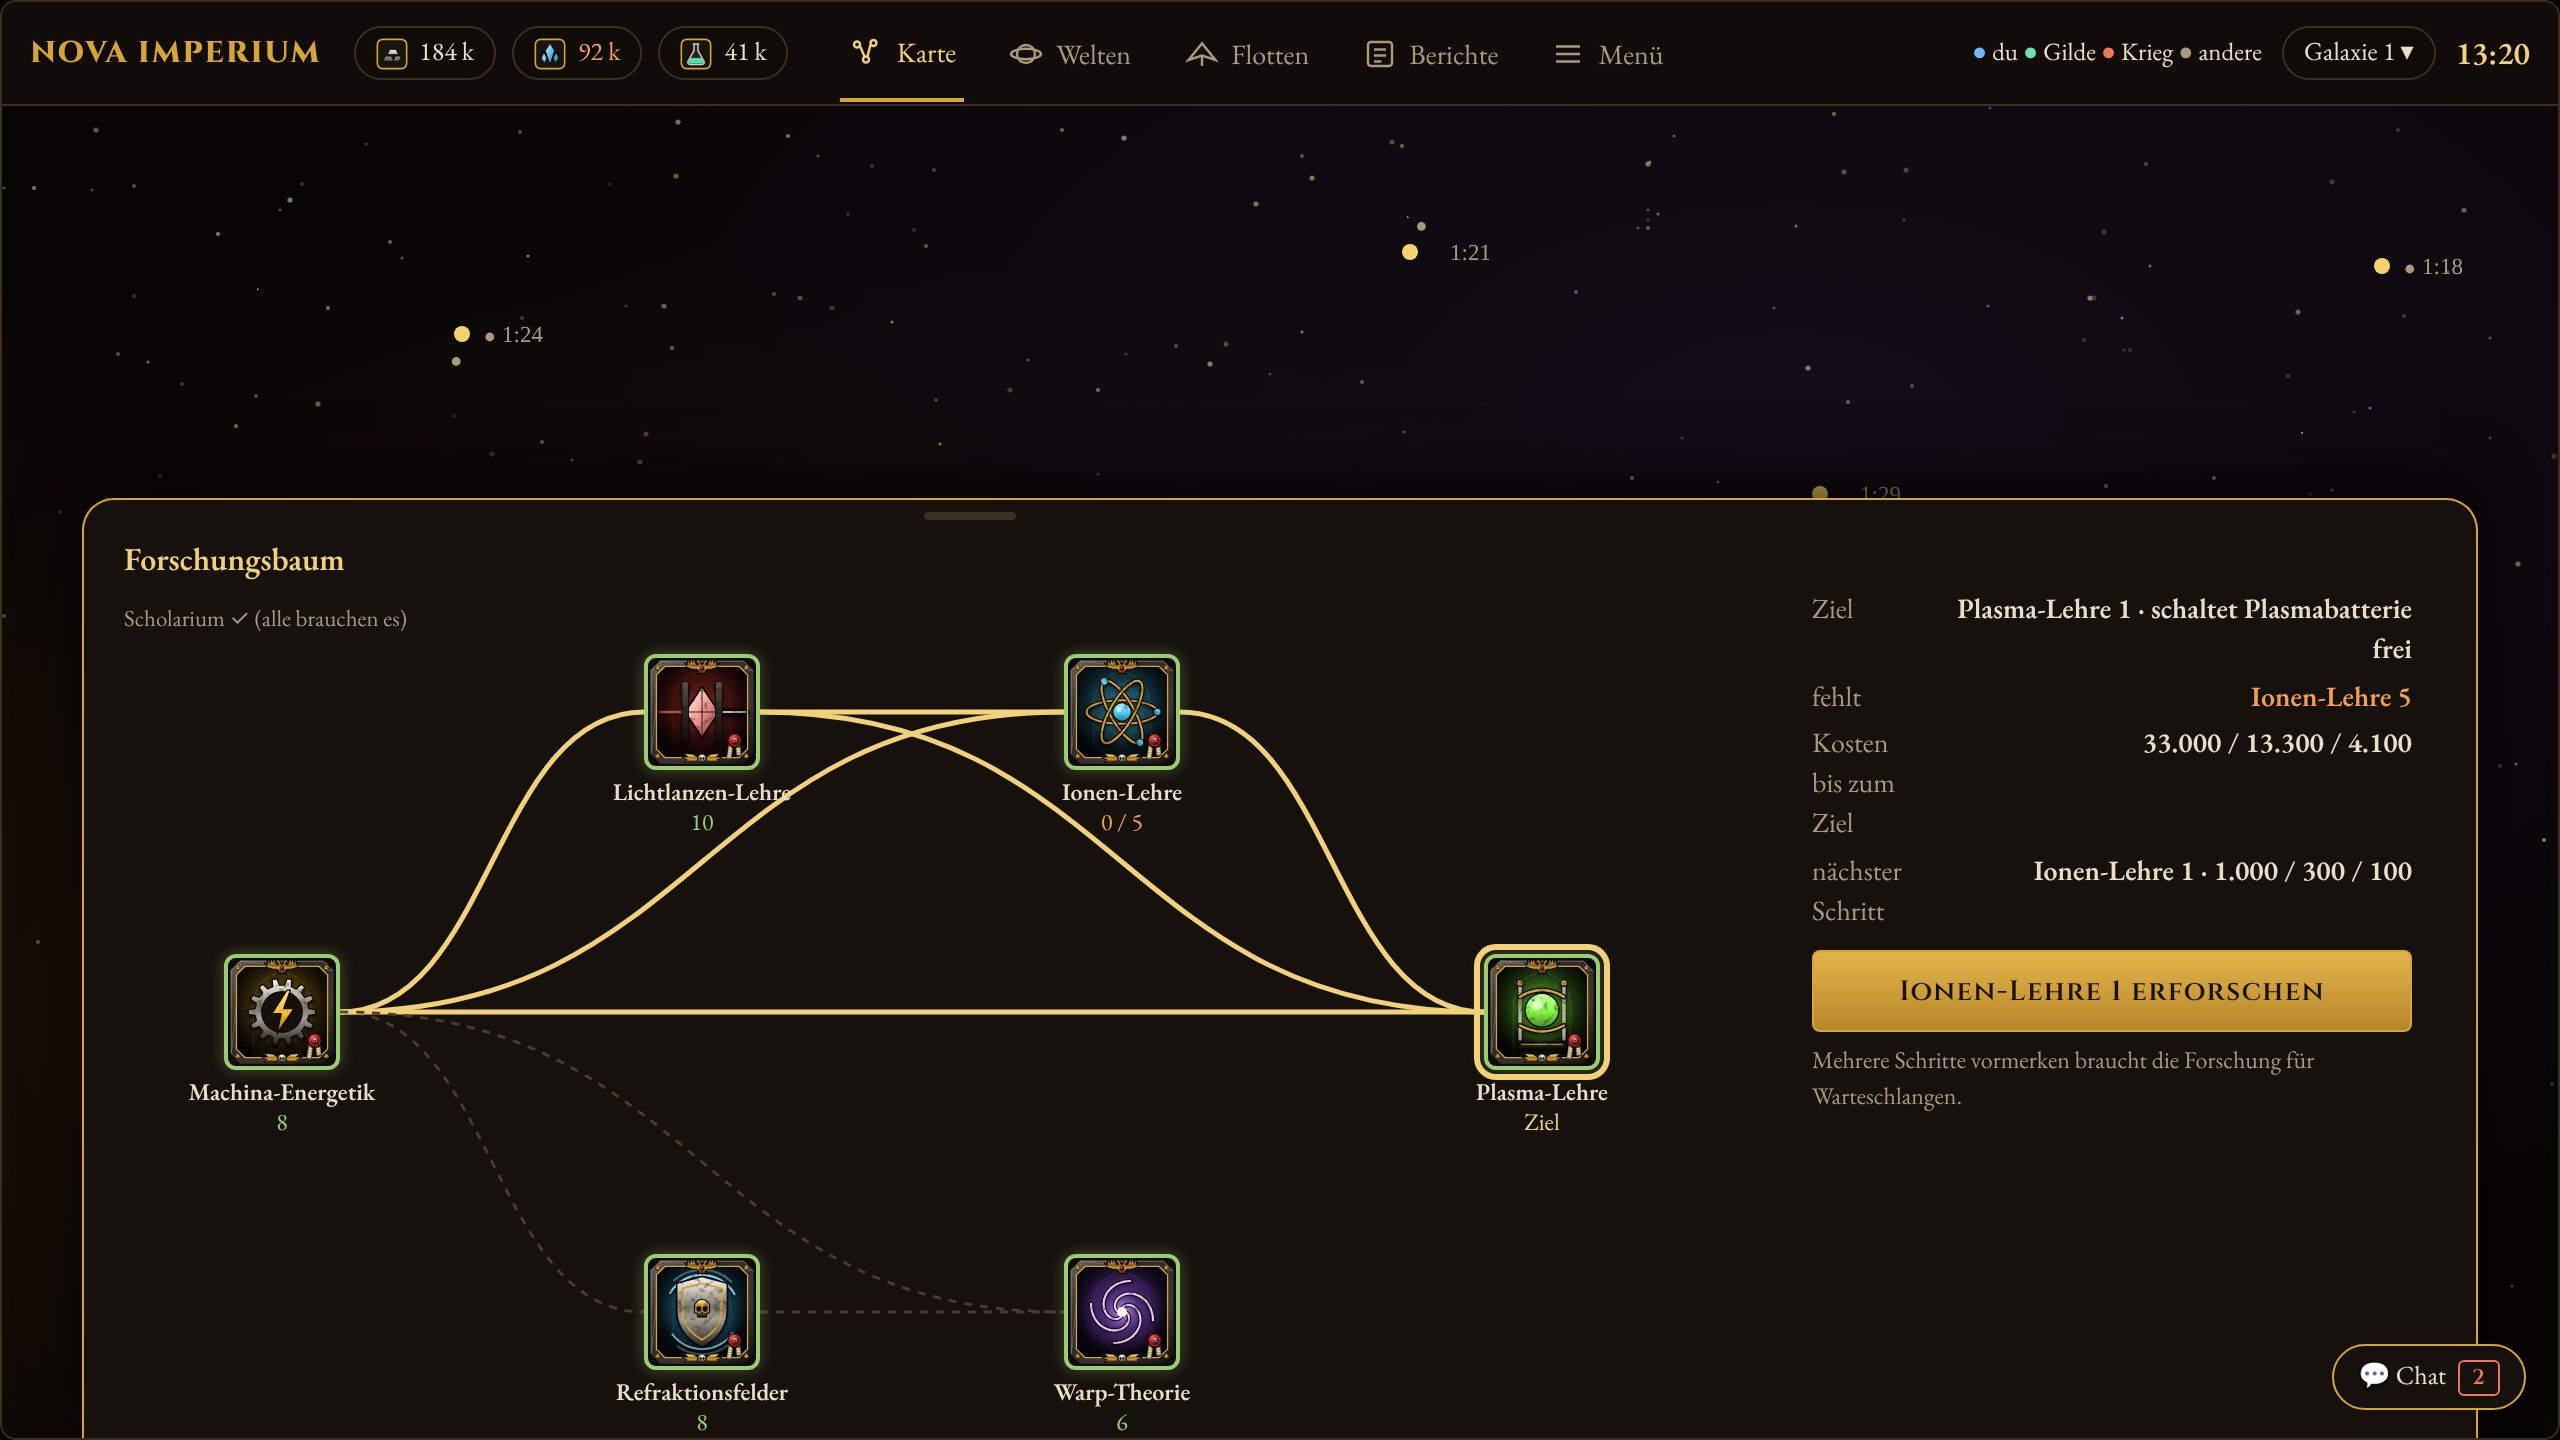 NOVA IMPERIUM
184 k
92 k
41 k
Karte
Welten
Flotten
Berichte
Menü
du Gilde Krieg andere
Galaxie 1 ▾
13:20
1:21
1:18
1:24
1:29
Forschungsbaum
Scholarium ✓ (alle brauchen es)
Lichtlanzen-Lehre
10
Ionen-Lehre
0 / 5
Machina-Energetik
8
Plasma-Lehre
Ziel
Refraktionsfelder
8
Warp-Theorie
6
Ziel
Plasma-Lehre 1 · schaltet Plasmabatterie
frei
fehlt
Ionen-Lehre 5
Kosten
bis zum
Ziel
33.000 / 13.300 / 4.100
nächster
Schritt
Ionen-Lehre 1 · 1.000 / 300 / 100
Ionen-Lehre 1 erforschen
Mehrere Schritte vormerken braucht die Forschung für
Warteschlangen.
Chat 2